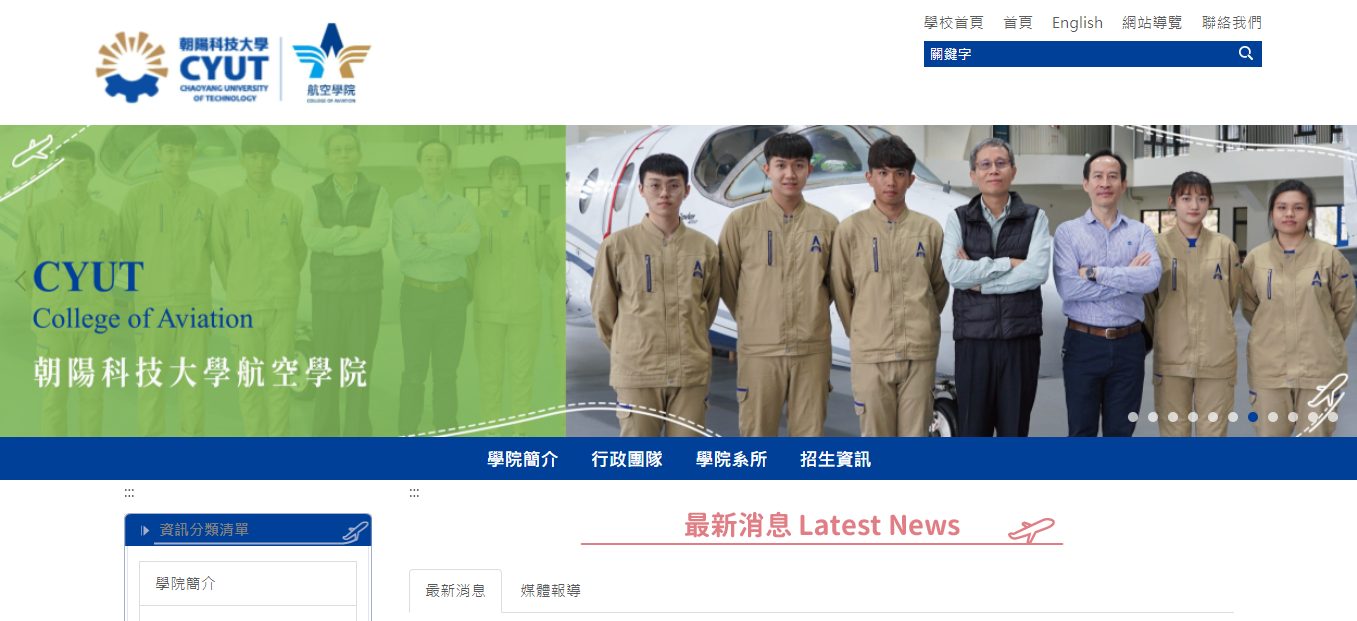 朝陽科技大學
CYUT
CHAOYANG UNIVERSITY
OF TECHNOLOGY
航空學院
COLLEGE OF AVIATION
學校首頁 首頁 English 網站導覽 聯絡我們
關鍵字
CYUT
College of Aviation
朝陽科技大學航空學院
學院簡介 行政團隊 學院系所 招生資訊
:::
:::
資訊分類清單
學院簡介
最新消息 Latest News
最新消息 媒體報導